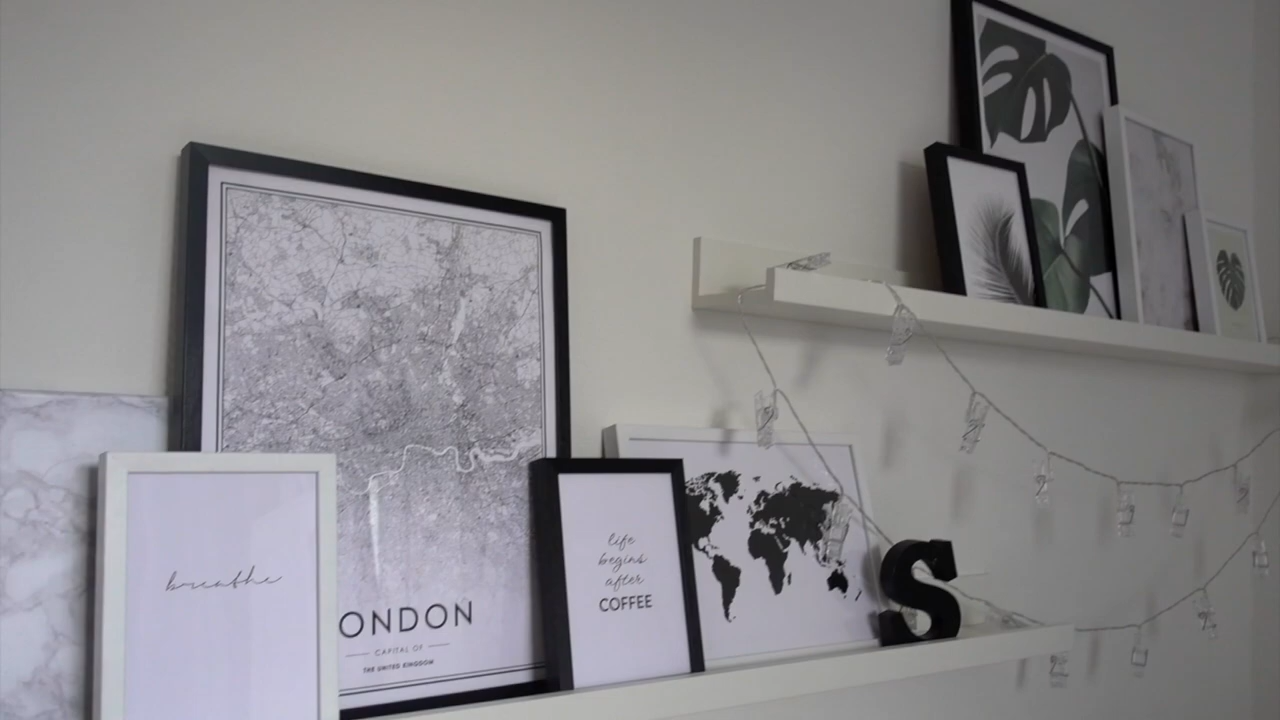 breathe
ONDON
CAPITAL OF
THE UNITED KINGDOM
life
begins
after
COFFEE
S